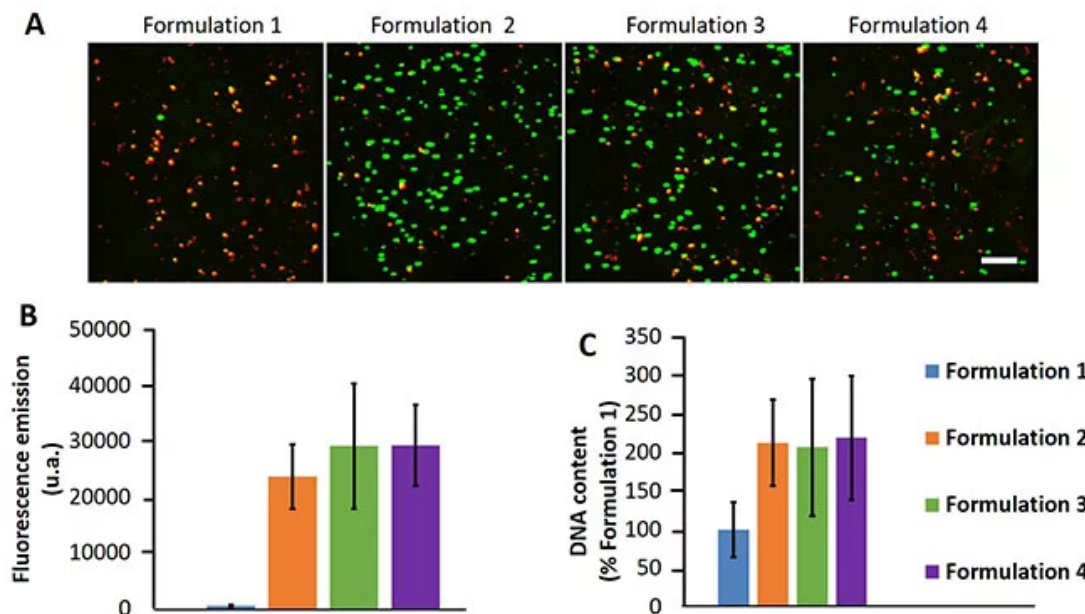 A
Formulation 1
Formulation 2
Formulation 3
Formulation 4
B
Fluorescence emission
(u.a.)
50000
40000
30000
20000
10000
0
C
DNA content
(% Formulation 1)
350
300
250
200
150
100
50
0
Formulation 1
Formulation 2
Formulation 3
Formulation 4